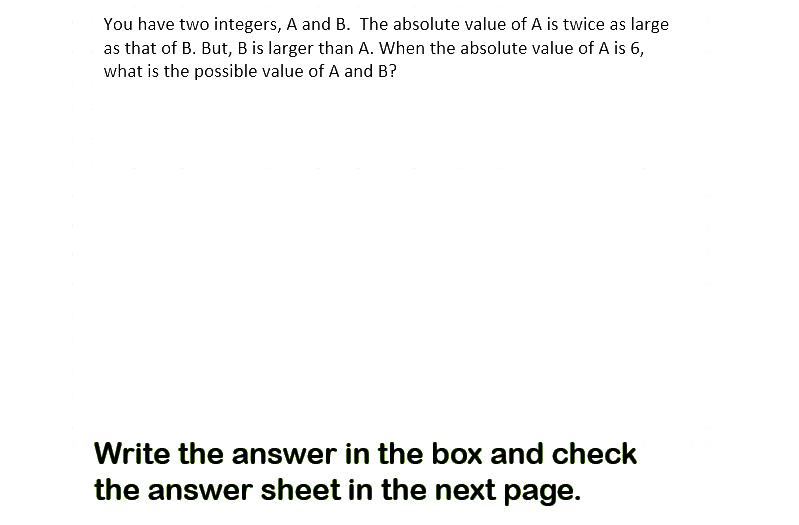 You have two integers, A and B.  The absolute value of A is twice as large
as that of B. But, B is larger than A. When the absolute value of A is 6,
what is the possible value of A and B?
Write the answer in the box and check
the answer sheet in the next page.